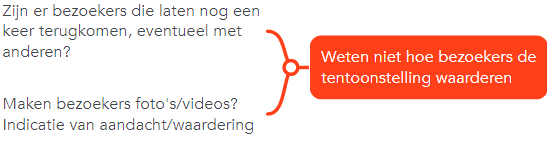 Zijn er bezoekers die laten nog een
keer terugkomen, eventueel met
anderen?
Maken bezoekers foto's/videos?
Indicatie van aandacht/waardering
Weten niet hoe bezoekers de
tentoonstelling waarderen